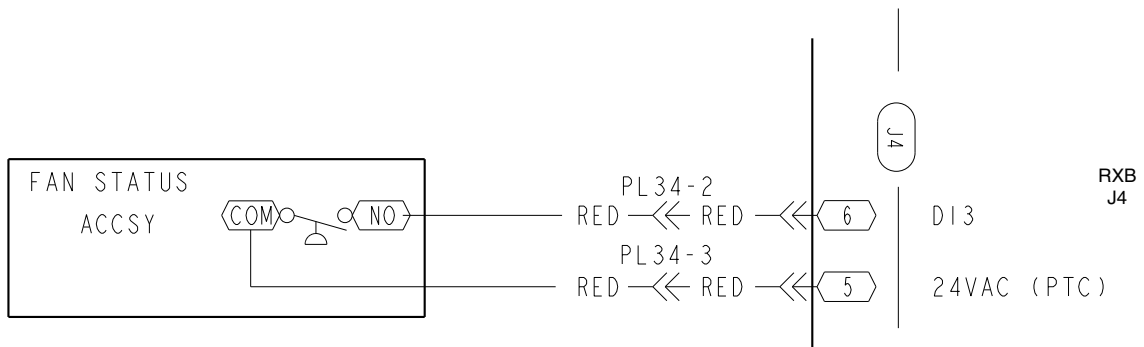 J4
RXB
J4
FAN STATUS
ACCSY
COM
NO
PL34-2
RED
RED
6
DI3
PL34-3
RED
RED
5
24VAC (PTC)